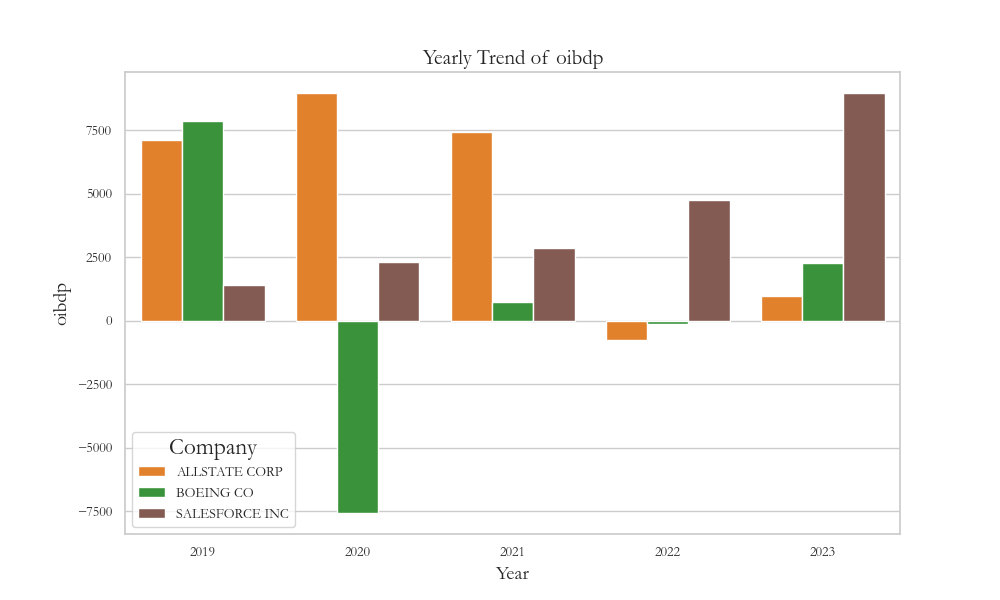 Yearly Trend of oibdp
oibdp
7500
5000
2500
0
−2500
−5000
−7500
Company
ALLSTATE CORP
BOEING CO
SALESFORCE INC
2019 2020 2021 2022 2023
Year